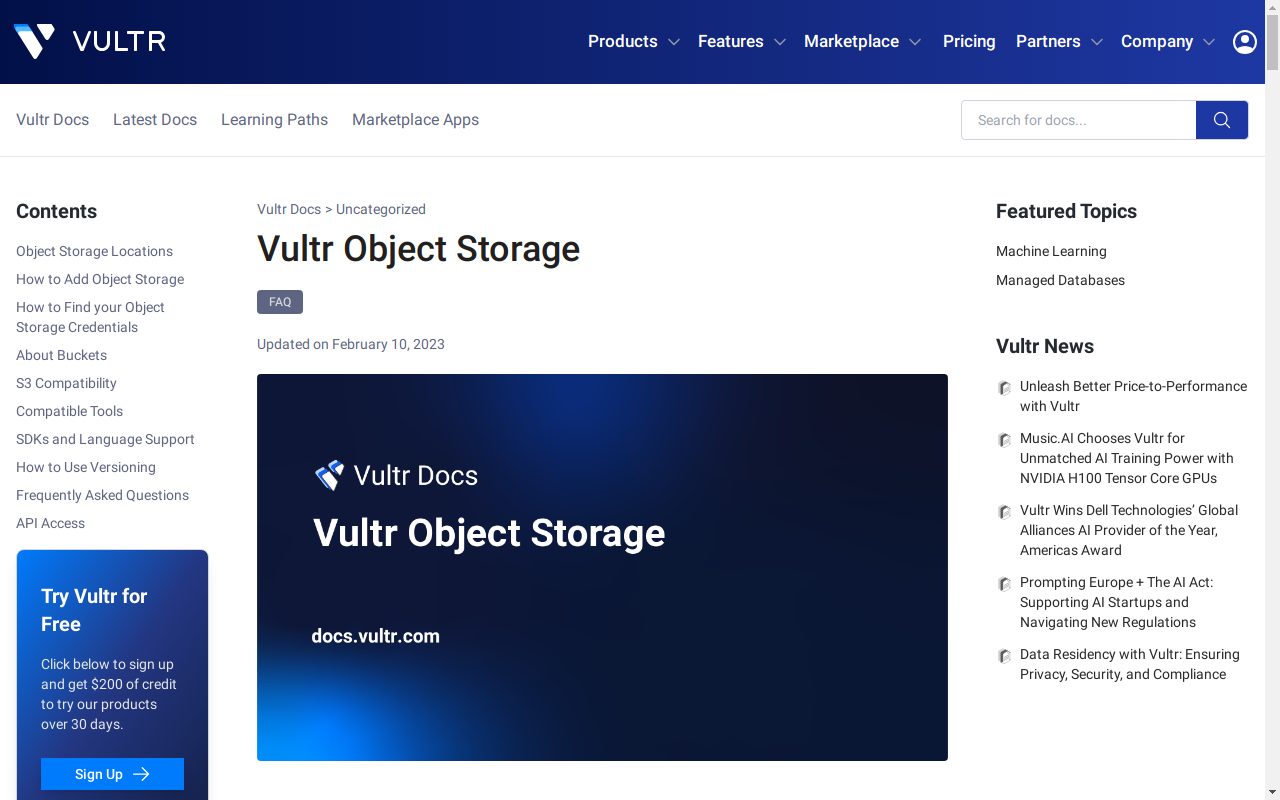 VULTR
Products
Features
Marketplace
Pricing
Partners
Company
Vultr Docs
Latest Docs
Learning Paths
Marketplace Apps
Search for docs...
Contents
Object Storage Locations
How to Add Object Storage
How to Find your Object
Storage Credentials
About Buckets
S3 Compatibility
Compatible Tools
SDKs and Language Support
How to Use Versioning
Frequently Asked Questions
API Access
Try Vultr for
Free
Click below to sign up
and get $200 of credit
to try our products
over 30 days.
Sign Up
Vultr Docs > Uncategorized
Vultr Object Storage
FAQ
Updated on February 10, 2023
Vultr Docs
Vultr Object Storage
docs.vultr.com
Featured Topics
Machine Learning
Managed Databases
Vultr News
Unleash Better Price-to-Performance
with Vultr
Music.AI Chooses Vultr for
Unmatched AI Training Power with
NVIDIA H100 Tensor Core GPUs
Vultr Wins Dell Technologies’ Global
Alliances AI Provider of the Year,
Americas Award
Prompting Europe + The AI Act:
Supporting AI Startups and
Navigating New Regulations
Data Residency with Vultr: Ensuring
Privacy, Security, and Compliance